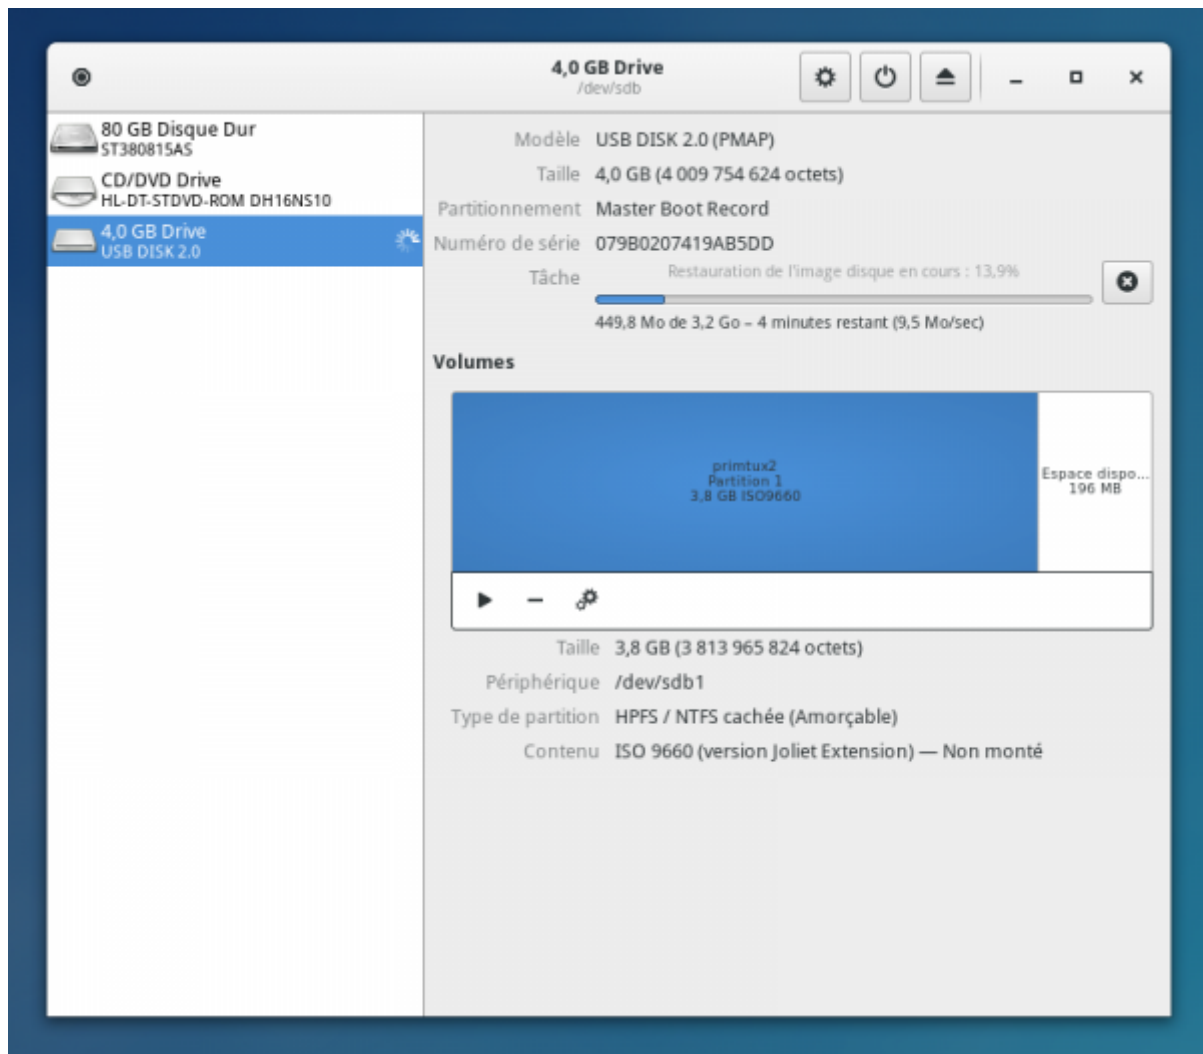 4,0 GB Drive
/dev/sdb
80 GB Disque Dur
ST380815AS
CD/DVD Drive
HL-DT-STDVD-ROM DH16NS10
4,0 GB Drive
USB DISK 2.0
Modèle USB DISK 2.0 (PMAP)
Taille 4,0 GB (4 009 754 624 octets)
Partitionnement Master Boot Record
Numéro de série 079B0207419AB5DD
Tâche Restauration de l'image disque en cours : 13,9%
449,8 Mo de 3,2 Go – 4 minutes restant (9,5 Mo/sec)
Volumes
primtux2
Partition 1
3,8 GB ISO9660
Espace dispo...
196 MB
Taille 3,8 GB (3 813 965 824 octets)
Périphérique /dev/sdb1
Type de partition HPFS / NTFS cachée (Amorçable)
Contenu ISO 9660 (version Joliet Extension) — Non monté